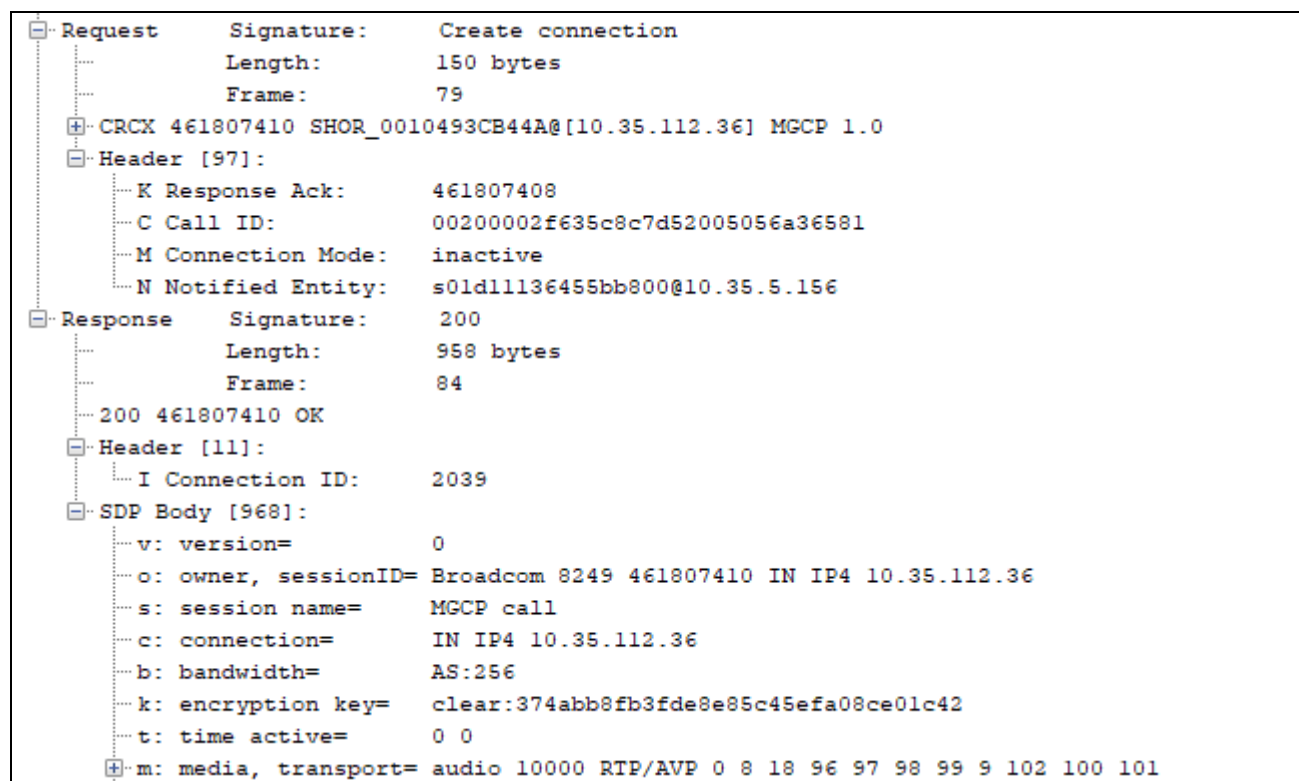 Request Signature: Create connection
Length: 150 bytes
Frame: 79
CRCX 461807410 SHOR_0010493CB44A@[10.35.112.36] MGCP 1.0
Header [97]:
K Response Ack: 461807408
C Call ID: 00200002f635c8c7d52005056a36581
M Connection Mode: inactive
N Notified Entity: s01d11136455bb800@10.35.5.156
Response Signature: 200
Length: 958 bytes
Frame: 84
200 461807410 OK
Header [11]:
I Connection ID: 2039
SDP Body [968]:
v: version= 0
o: owner, sessionID= Broadcom 8249 461807410 IN IP4 10.35.112.36
s: session name= MGCP call
c: connection= IN IP4 10.35.112.36
b: bandwidth= AS:256
k: encryption key= clear:374abb8fb3fde8e85c45efa08ce01c42
t: time active= 0 0
m: media, transport= audio 10000 RTP/AVP 0 8 18 96 97 98 99 9 102 100 101